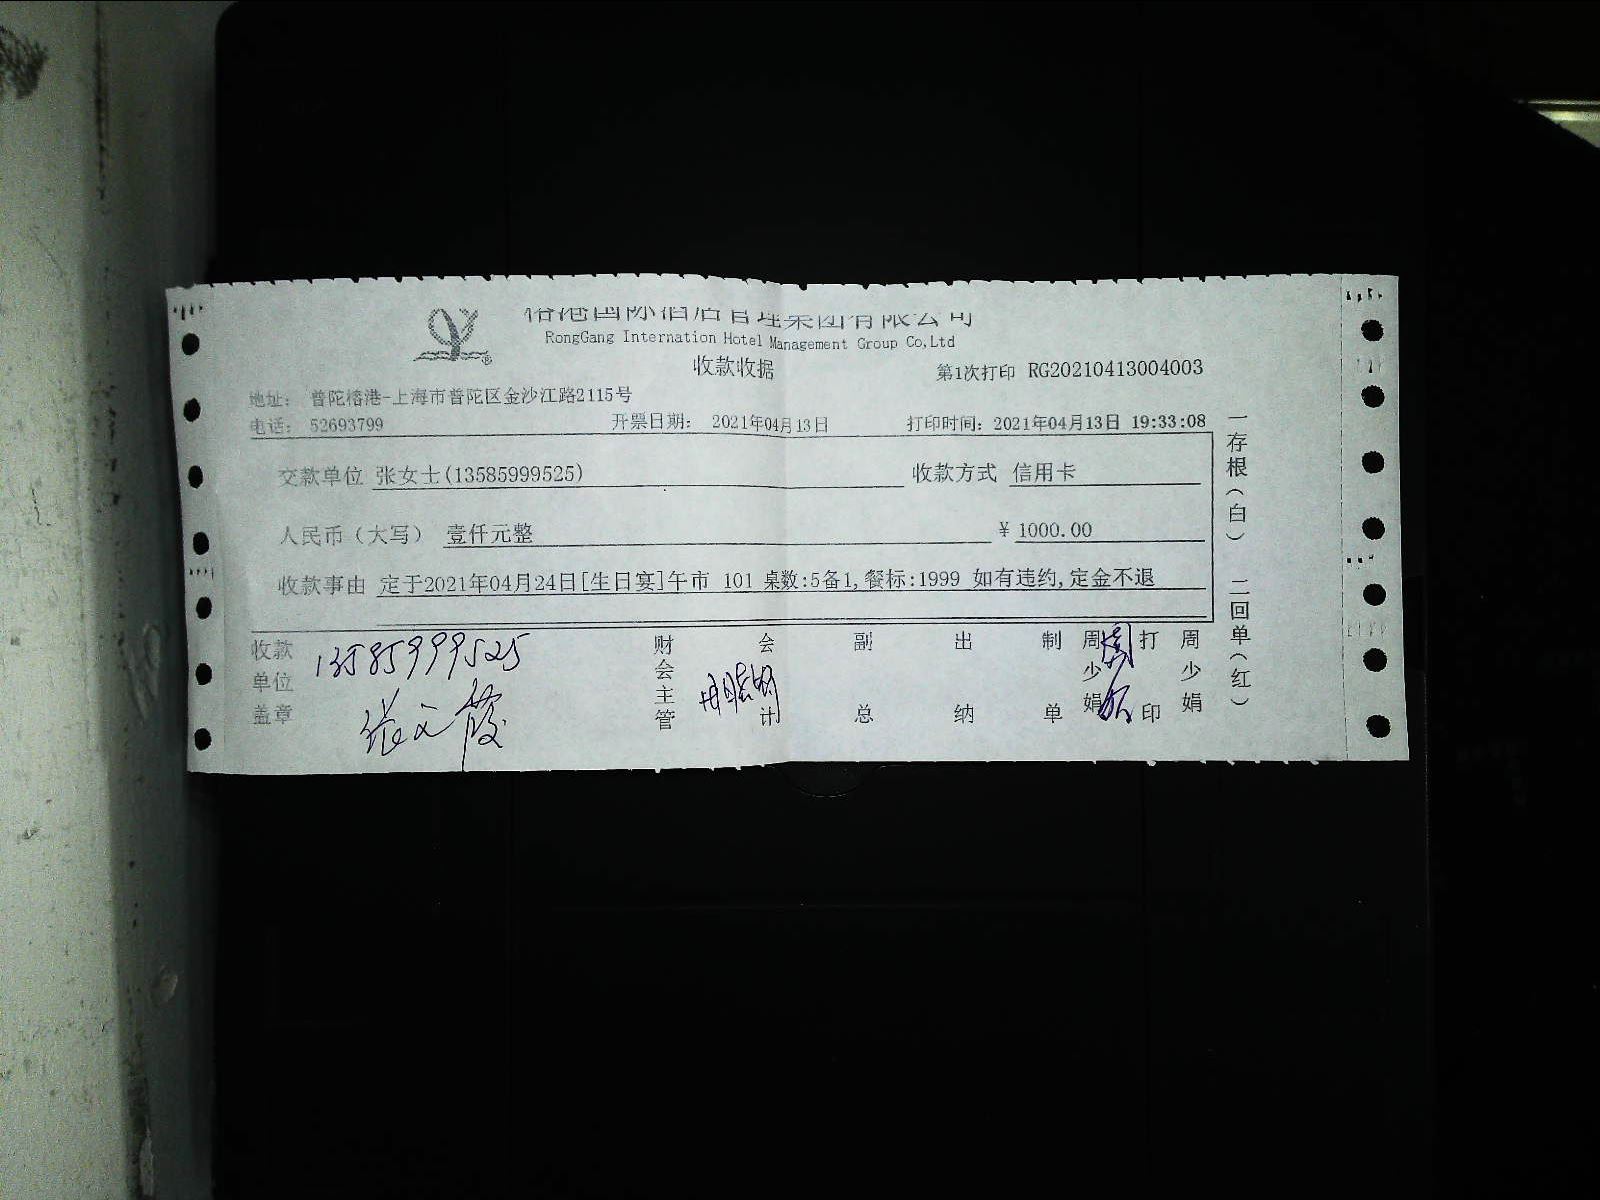 榕港国际酒店管理集团有限公司
RongGang Internation Hotel Management Group Co,Ltd
收款收据
第1次打印 RG20210413004003
地址: 普陀榕港-上海市普陀区金沙江路2115号
电话: 52693799 开票日期: 2021年04月13日 打印时间: 2021年04月13日 19:33:08
交款单位 张女士(13585999525) 收款方式 信用卡
人民币（大写） 壹仟元整 ¥ 1000.00
收款事由 定于2021年04月24日[生日宴]午市 101 桌数:5备1,餐标:1999 如有违约,定金不退
收款单位盖章 13585999525
张文
财会主管 会计 副总 出纳 制单 周少娟 打印 周少娟
一存根(白) 二回单(红)